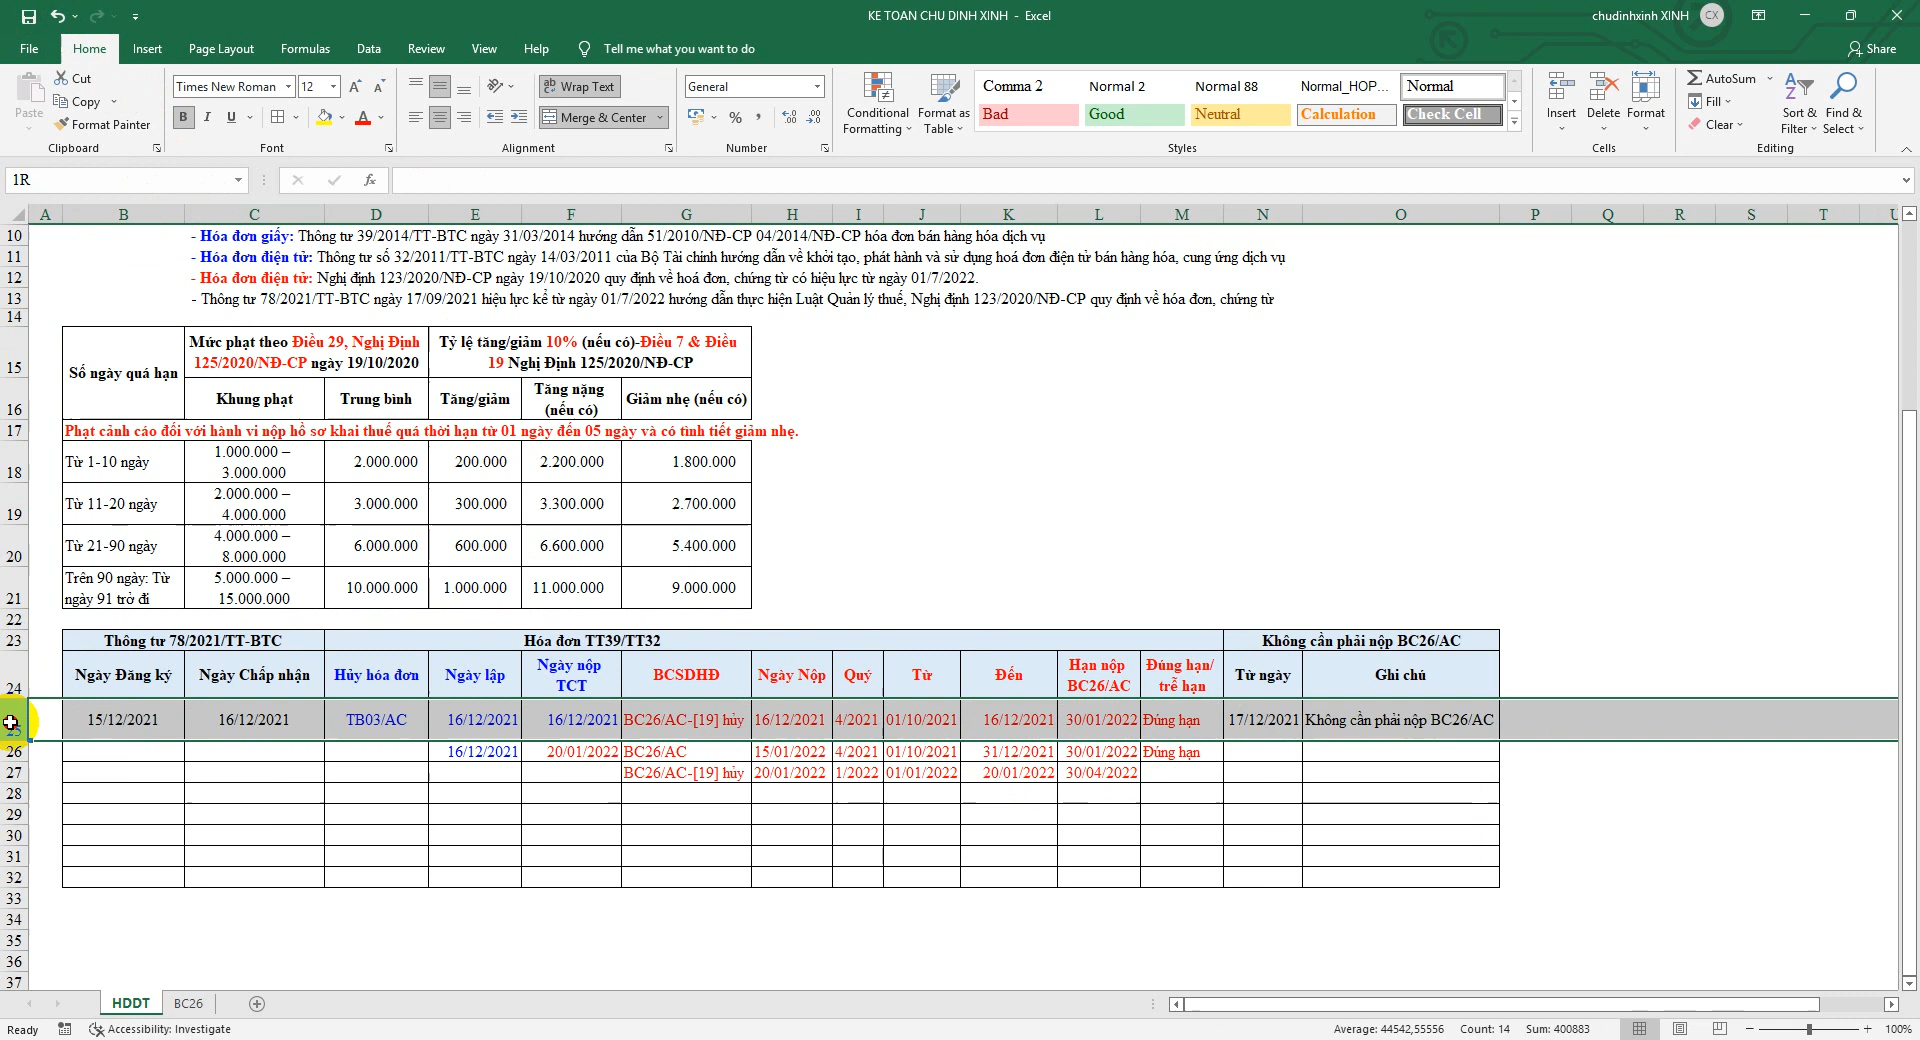 KE TOAN CHU DINH XINH - Excel
chudinhxinh XINH
CX
File Home Insert Page Layout Formulas Data Review View Help Tell me what you want to do
Share
Paste
Cut
Copy
Format Painter
Clipboard
Times New Roman 12
B I U
Font
Wrap Text
Merge & Center
Alignment
General
Number
Conditional Formatting
Format as Table
Comma 2 Normal 2 Normal 88 Normal_HOP... Normal
Bad Good Neutral Calculation Check Cell
Styles
Insert Delete Format
Cells
AutoSum
Fill
Clear
Sort & Filter
Find & Select
Editing
1R
fx
A B C D E F G H I J K L M N O P Q R S T U
10 - Hóa đơn giấy: Thông tư 39/2014/TT-BTC ngày 31/03/2014 hướng dẫn 51/2010/NĐ-CP 04/2014/NĐ-CP hóa đơn bán hàng hóa dịch vụ
11 - Hóa đơn điện tử: Thông tư số 32/2011/TT-BTC ngày 14/03/2011 của Bộ Tài chính hướng dẫn về khởi tạo, phát hành và sử dụng hoá đơn điện tử bán hàng hóa, cung ứng dịch vụ
12 - Hóa đơn điện tử: Nghị định 123/2020/NĐ-CP ngày 19/10/2020 quy định về hoá đơn, chứng từ có hiệu lực từ ngày 01/7/2022.
13 - Thông tư 78/2021/TT-BTC ngày 17/09/2021 hiệu lực kể từ ngày 01/7/2022 hướng dẫn thực hiện Luật Quản lý thuế, Nghị định 123/2020/NĐ-CP quy định về hóa đơn, chứng từ
14
15 Số ngày quá hạn Mức phạt theo Điều 29, Nghị Định 125/2020/NĐ-CP ngày 19/10/2020 Tỷ lệ tăng/giảm 10% (nếu có)-Điều 7 & Điều 19 Nghị Định 125/2020/NĐ-CP
16 Khung phạt Trung bình Tăng/giảm Tăng nặng (nếu có) Giảm nhẹ (nếu có)
17 Phạt cảnh cáo đối với hành vi nộp hồ sơ khai thuế quá thời hạn từ 01 ngày đến 05 ngày và có tình tiết giảm nhẹ.
18 Từ 1-10 ngày 1.000.000 – 3.000.000 2.000.000 200.000 2.200.000 1.800.000
19 Từ 11-20 ngày 2.000.000 – 4.000.000 3.000.000 300.000 3.300.000 2.700.000
20 Từ 21-90 ngày 4.000.000 – 8.000.000 6.000.000 600.000 6.600.000 5.400.000
21 Trên 90 ngày: Từ ngày 91 trở đi 5.000.000 – 15.000.000 10.000.000 1.000.000 11.000.000 9.000.000
22
23 Thông tư 78/2021/TT-BTC Hóa đơn TT39/TT32 Không cần phải nộp BC26/AC
24 Ngày Đăng ký Ngày Chấp nhận Hủy hóa đơn Ngày lập Ngày nộp TCT BCSDHĐ Ngày Nộp Quý Từ Đến Hạn nộp BC26/AC Đúng hạn/ trễ hạn Từ ngày Ghi chú
25 15/12/2021 16/12/2021 TB03/AC 16/12/2021 16/12/2021 BC26/AC-[19] hủy 16/12/2021 4/2021 01/10/2021 16/12/2021 30/01/2022 Đúng hạn 17/12/2021 Không cần phải nộp BC26/AC
26 16/12/2021 20/01/2022 BC26/AC 15/01/2022 4/2021 01/10/2021 31/12/2021 30/01/2022 Đúng hạn
27 BC26/AC-[19] hủy 20/01/2022 1/2022 01/01/2022 20/01/2022 30/04/2022
28
29
30
31
32
33
34
35
36
37
HDDT BC26
Ready Accessibility: Investigate Average: 44542,55556 Count: 14 Sum: 400883 100%